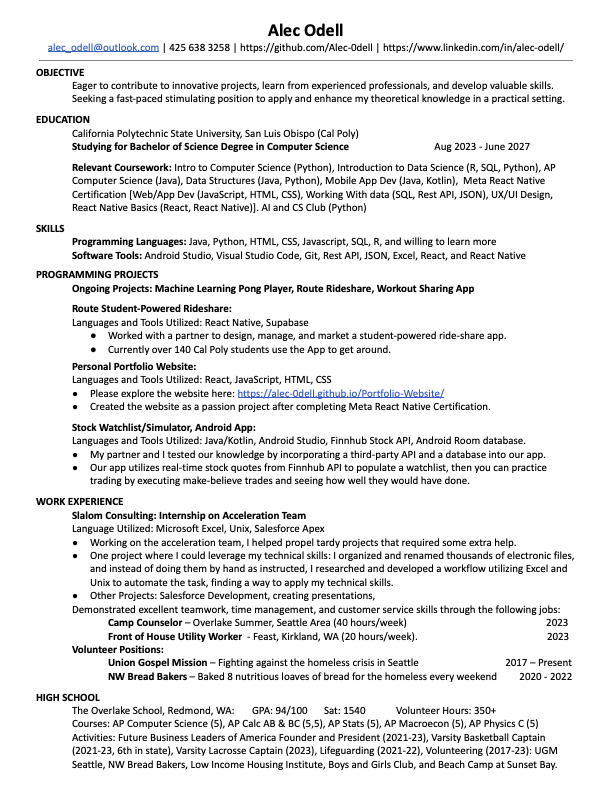 Alec Odell
alec_odell@outlook.com | 425 638 3258 | https://github.com/Alec-0dell | https://www.linkedin.com/in/alec-odell/
OBJECTIVE
Eager to contribute to innovative projects, learn from experienced professionals, and develop valuable skills.
Seeking a fast-paced stimulating position to apply and enhance my theoretical knowledge in a practical setting.
EDUCATION
California Polytechnic State University, San Luis Obispo (Cal Poly)
Studying for Bachelor of Science Degree in Computer Science Aug 2023 - June 2027
Relevant Coursework: Intro to Computer Science (Python), Introduction to Data Science (R, SQL, Python), AP
Computer Science (Java), Data Structures (Java, Python), Mobile App Dev (Java, Kotlin), Meta React Native
Certification [Web/App Dev (JavaScript, HTML, CSS), Working With data (SQL, Rest API, JSON), UX/UI Design,
React Native Basics (React, React Native)]. AI and CS Club (Python)
SKILLS
Programming Languages: Java, Python, HTML, CSS, Javascript, SQL, R, and willing to learn more
Software Tools: Android Studio, Visual Studio Code, Git, Rest API, JSON, Excel, React, and React Native
PROGRAMMING PROJECTS
Ongoing Projects: Machine Learning Pong Player, Route Rideshare, Workout Sharing App
Route Student-Powered Rideshare:
Languages and Tools Utilized: React Native, Supabase
● Worked with a partner to design, manage, and market a student-powered ride-share app.
● Currently over 140 Cal Poly students use the App to get around.
Personal Portfolio Website:
Languages and Tools Utilized: React, JavaScript, HTML, CSS
● Please explore the website here: https://alec-0dell.github.io/Portfolio-Website/
● Created the website as a passion project after completing Meta React Native Certification.
Stock Watchlist/Simulator, Android App:
Languages and Tools Utilized: Java/Kotlin, Android Studio, Finnhub Stock API, Android Room database.
● My partner and I tested our knowledge by incorporating a third-party API and a database into our app.
● Our app utilizes real-time stock quotes from Finnhub API to populate a watchlist, then you can practice
trading by executing make-believe trades and seeing how well they would have done.
WORK EXPERIENCE
Slalom Consulting: Internship on Acceleration Team
Language Utilized: Microsoft Excel, Unix, Salesforce Apex
● Working on the acceleration team, I helped propel tardy projects that required some extra help.
● One project where I could leverage my technical skills: I organized and renamed thousands of electronic files,
and instead of doing them by hand as instructed, I researched and developed a workflow utilizing Excel and
Unix to automate the task, finding a way to apply my technical skills.
● Other Projects: Salesforce Development, creating presentations,
Demonstrated excellent teamwork, time management, and customer service skills through the following jobs:
Camp Counselor – Overlake Summer, Seattle Area (40 hours/week) 2023
Front of House Utility Worker - Feast, Kirkland, WA (20 hours/week). 2023
Volunteer Positions:
Union Gospel Mission – Fighting against the homeless crisis in Seattle 2017 – Present
NW Bread Bakers – Baked 8 nutritious loaves of bread for the homeless every weekend 2020 - 2022
HIGH SCHOOL
The Overlake School, Redmond, WA: GPA: 94/100 Sat: 1540 Volunteer Hours: 350+
Courses: AP Computer Science (5), AP Calc AB & BC (5,5), AP Stats (5), AP Macroecon (5), AP Physics C (5)
Activities: Future Business Leaders of America Founder and President (2021-23), Varsity Basketball Captain
(2021-23, 6th in state), Varsity Lacrosse Captain (2023), Lifeguarding (2021-22), Volunteering (2017-23): UGM
Seattle, NW Bread Bakers, Low Income Housing Institute, Boys and Girls Club, and Beach Camp at Sunset Bay.